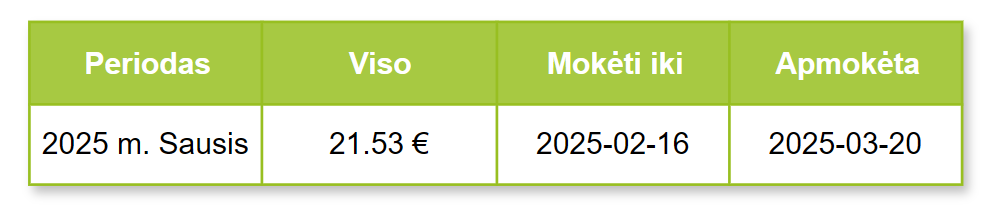 Periodas Viso Mokėti iki Apmokėta
2025 m. Sausis 21.53 € 2025-02-16 2025-03-20